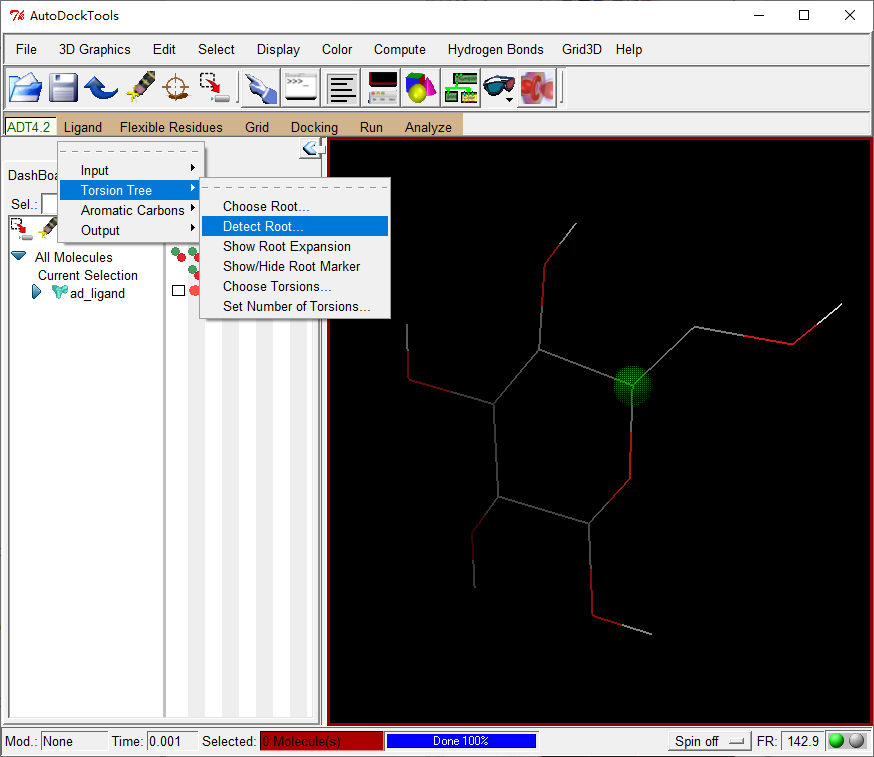 AutoDockTools
File 3D Graphics Edit Select Display Color Compute Hydrogen Bonds Grid3D Help
>>>
ADT4.2 Ligand Flexible Residues Grid Docking Run Analyze
Input
DashBoa
Torsion Tree
Sel.:
Aromatic Carbons
Output
Choose Root...
Detect Root...
Show Root Expansion
Show/Hide Root Marker
Choose Torsions...
Set Number of Torsions...
All Molecules
Current Selection
ad_ligand
Mod.: None Time: 0.001 Selected: 0 Molecule(s) Done 100% Spin off FR: 142.9